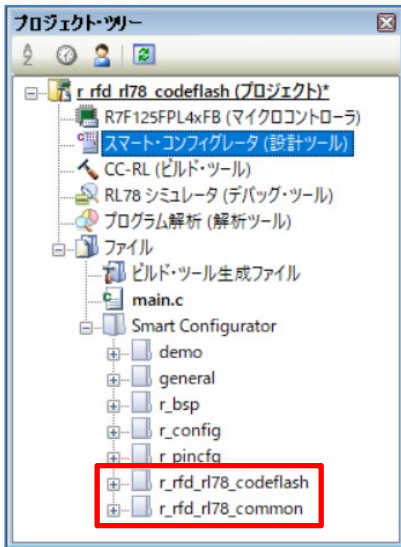 プロジェクト・ツリー
r_rfd_rl78_codeflash (プロジェクト)*
R7F125FPL4xFB (マイクロコントローラ)
スマート・コンフィグレータ (設計ツール)
CC-RL (ビルド・ツール)
RL78 シミュレータ (デバッグ・ツール)
プログラム解析 (解析ツール)
ファイル
ビルド・ツール生成ファイル
main.c
Smart Configurator
demo
general
r_bsp
r_config
r_pincfg
r_rfd_rl78_codeflash
r_rfd_rl78_common